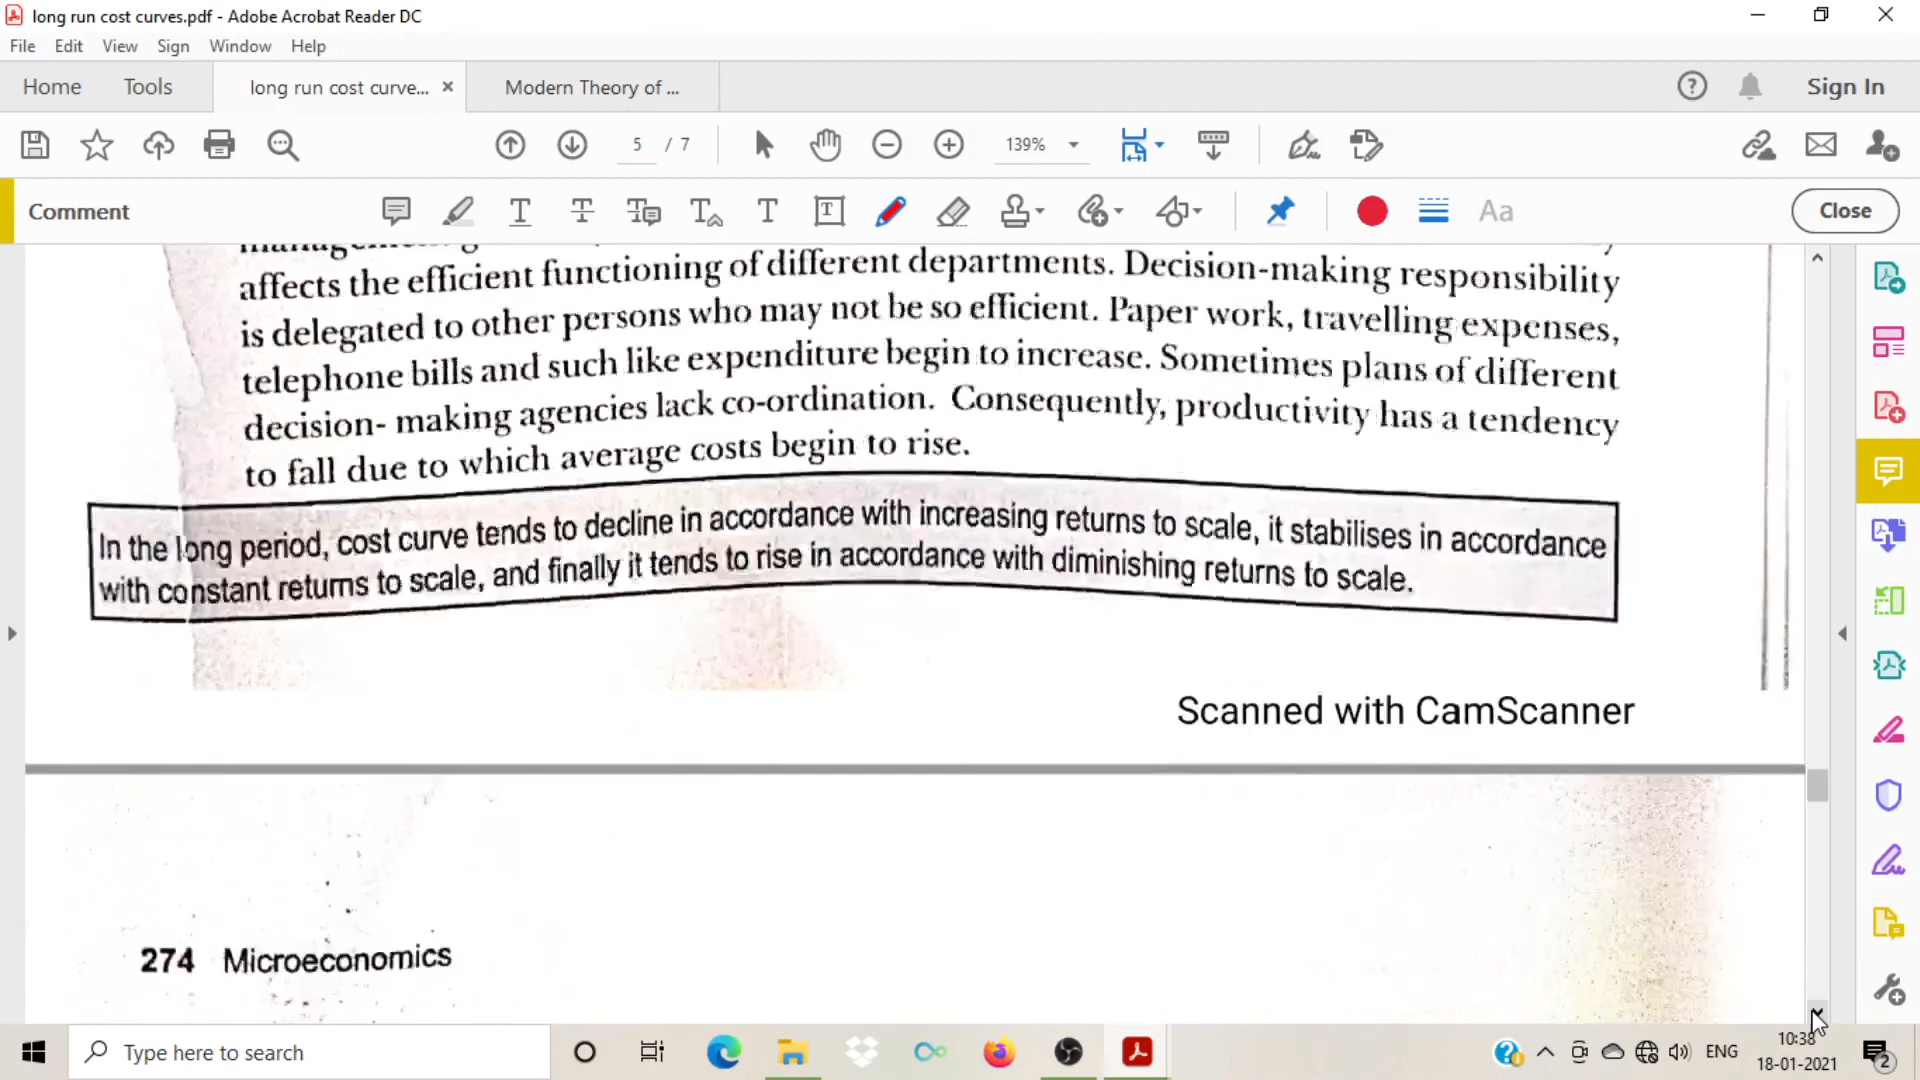 long run cost curves.pdf - Adobe Acrobat Reader DC
File Edit View Sign Window Help
Home Tools long run cost curve... × Modern Theory of ... Sign In
5 / 7 139%
Comment Aa Close
affects the efficient functioning of different departments. Decision-making responsibility
is delegated to other persons who may not be so efficient. Paper work, travelling expenses,
telephone bills and such like expenditure begin to increase. Sometimes plans of different
decision- making agencies lack co-ordination. Consequently, productivity has a tendency
to fall due to which average costs begin to rise.
In the long period, cost curve tends to decline in accordance with increasing returns to scale, it stabilises in accordance
with constant returns to scale, and finally it tends to rise in accordance with diminishing returns to scale.
Scanned with CamScanner
274 Microeconomics
Type here to search
ENG
10:38
18-01-2021
2